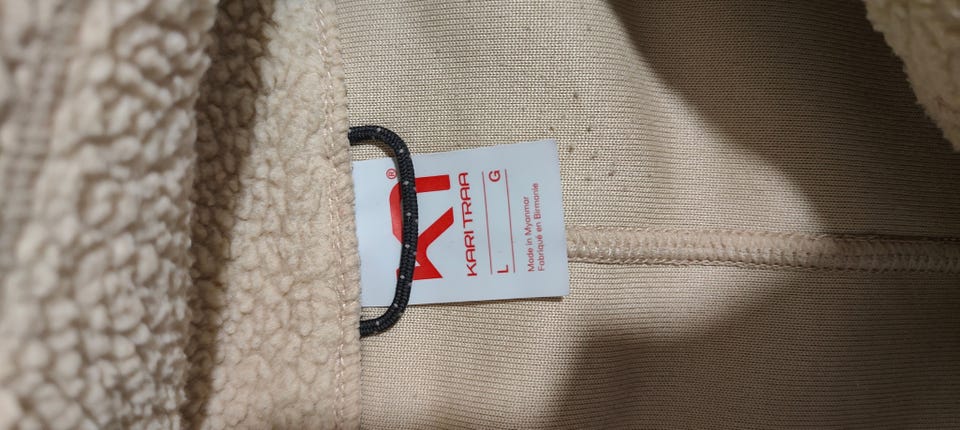 ®
KARI TRAA
L G
Made in Myanmar
Fabriqué en Birmanie